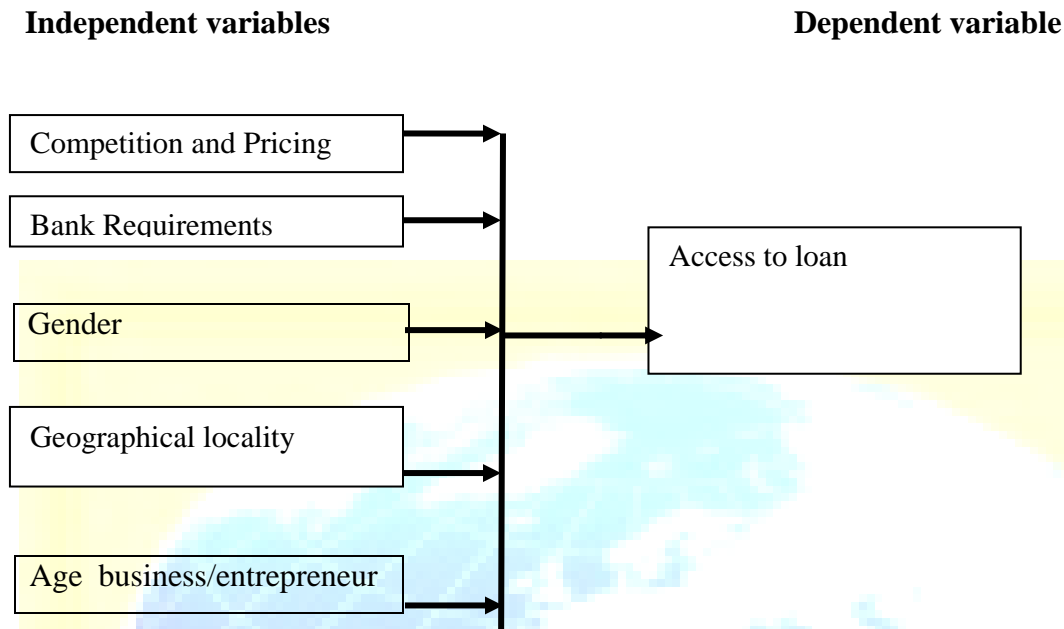 Independent variables Dependent variable
Competition and Pricing
Bank Requirements
Access to loan
Gender
Geographical locality
Age business/entrepreneur